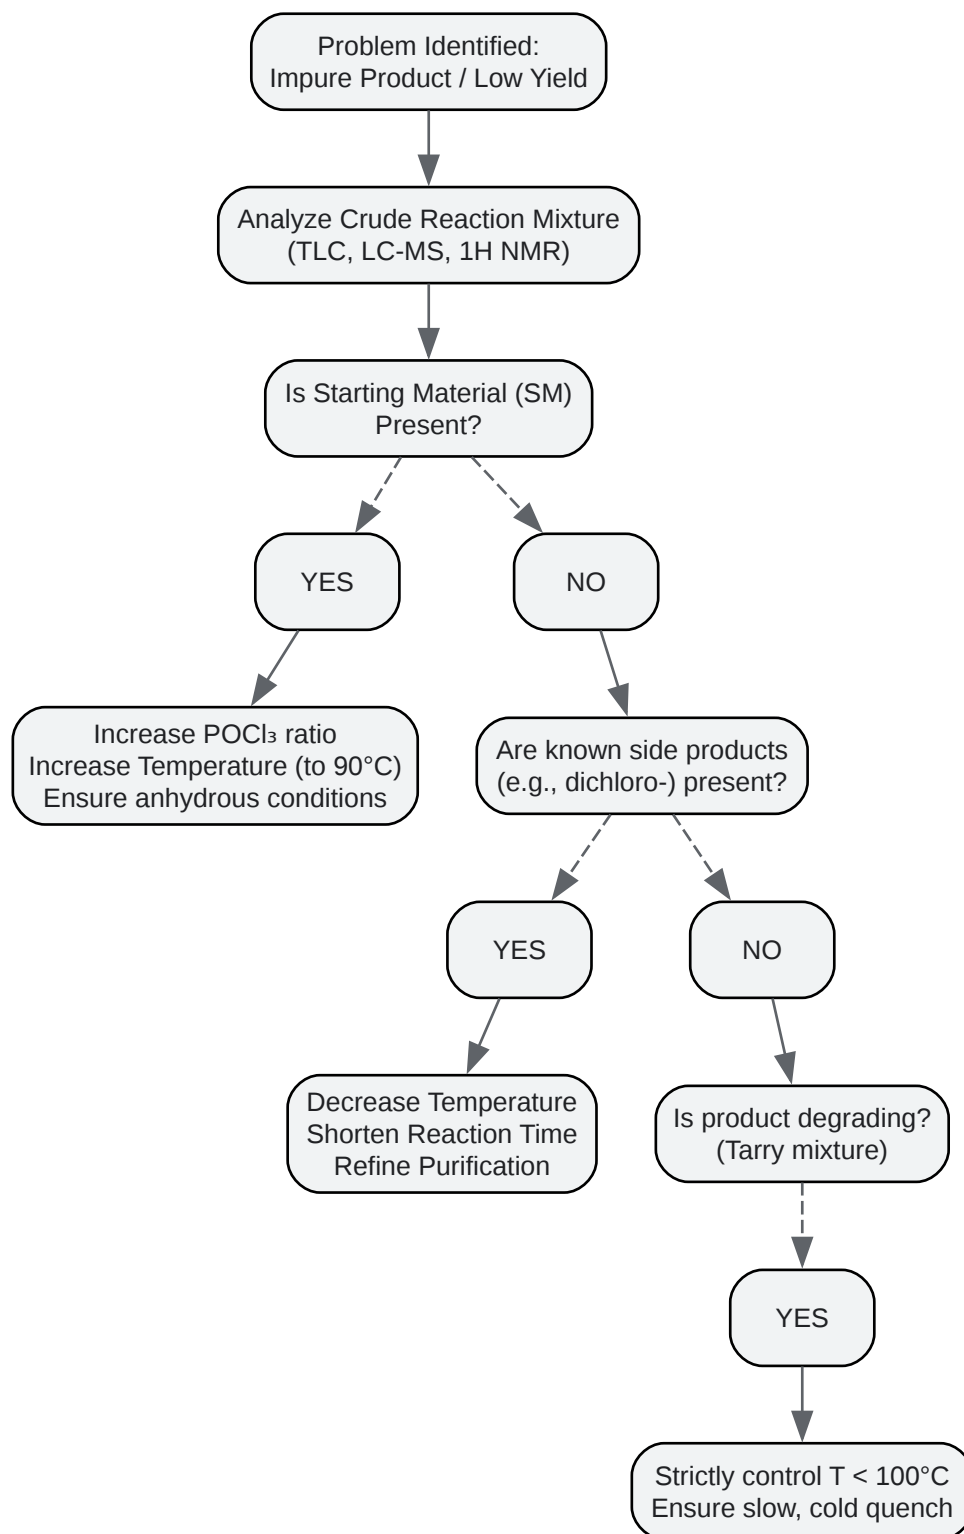 Problem Identified:
Impure Product / Low Yield
Analyze Crude Reaction Mixture
(TLC, LC-MS, 1H NMR)
Is Starting Material (SM)
Present?
YES
NO
Increase POCl₃ ratio
Increase Temperature (to 90°C)
Ensure anhydrous conditions
Are known side products
(e.g., dichloro-) present?
YES
NO
Decrease Temperature
Shorten Reaction Time
Refine Purification
Is product degrading?
(Tarry mixture)
YES
Strictly control T < 100°C
Ensure slow, cold quench